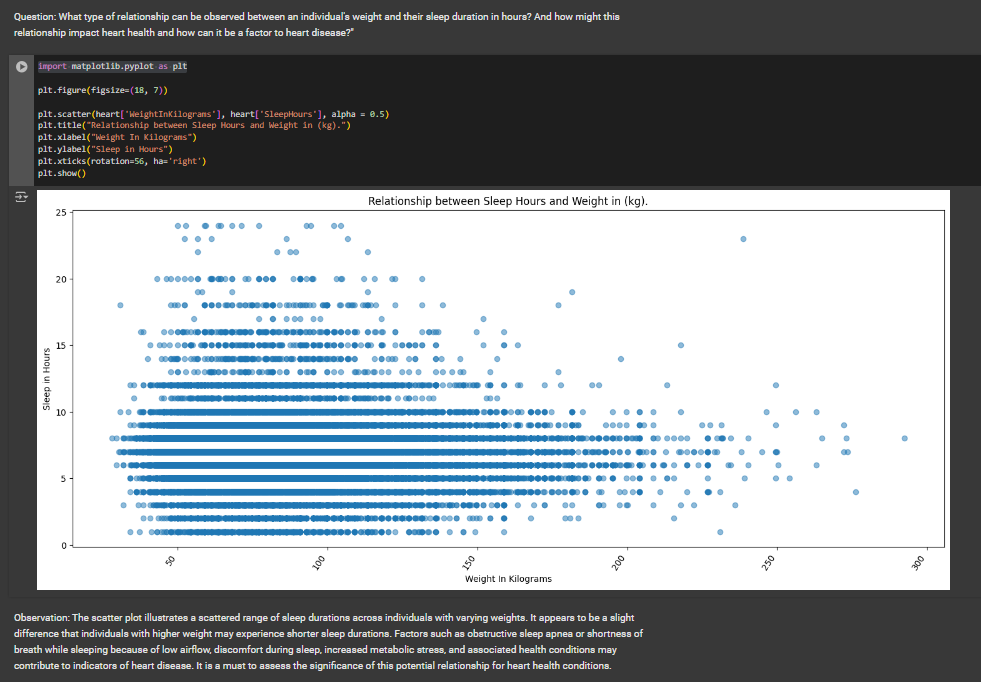 Question: What type of relationship can be observed between an individual's weight and their sleep duration in hours? And how might this
relationship impact heart health and how can it be a factor to heart disease?"
import matplotlib.pyplot as plt
plt.figure(figsize=(18, 7))
plt.scatter(heart['WeightInKilograms'], heart['SleepHours'], alpha = 0.5)
plt.title("Relationship between Sleep Hours and Weight in (kg).")
plt.xlabel("Weight In Kilograms")
plt.ylabel("Sleep in Hours")
plt.xticks(rotation=56, ha='right')
plt.show()
Relationship between Sleep Hours and Weight in (kg).
25
20
15
10
5
0
Sleep in Hours
50
100
150
200
250
300
Weight In Kilograms
Observation: The scatter plot illustrates a scattered range of sleep durations across individuals with varying weights. It appears to be a slight
difference that individuals with higher weight may experience shorter sleep durations. Factors such as obstructive sleep apnea or shortness of
breath while sleeping because of low airflow, discomfort during sleep, increased metabolic stress, and associated health conditions may
contribute to indicators of heart disease. It is a must to assess the significance of this potential relationship for heart health conditions.